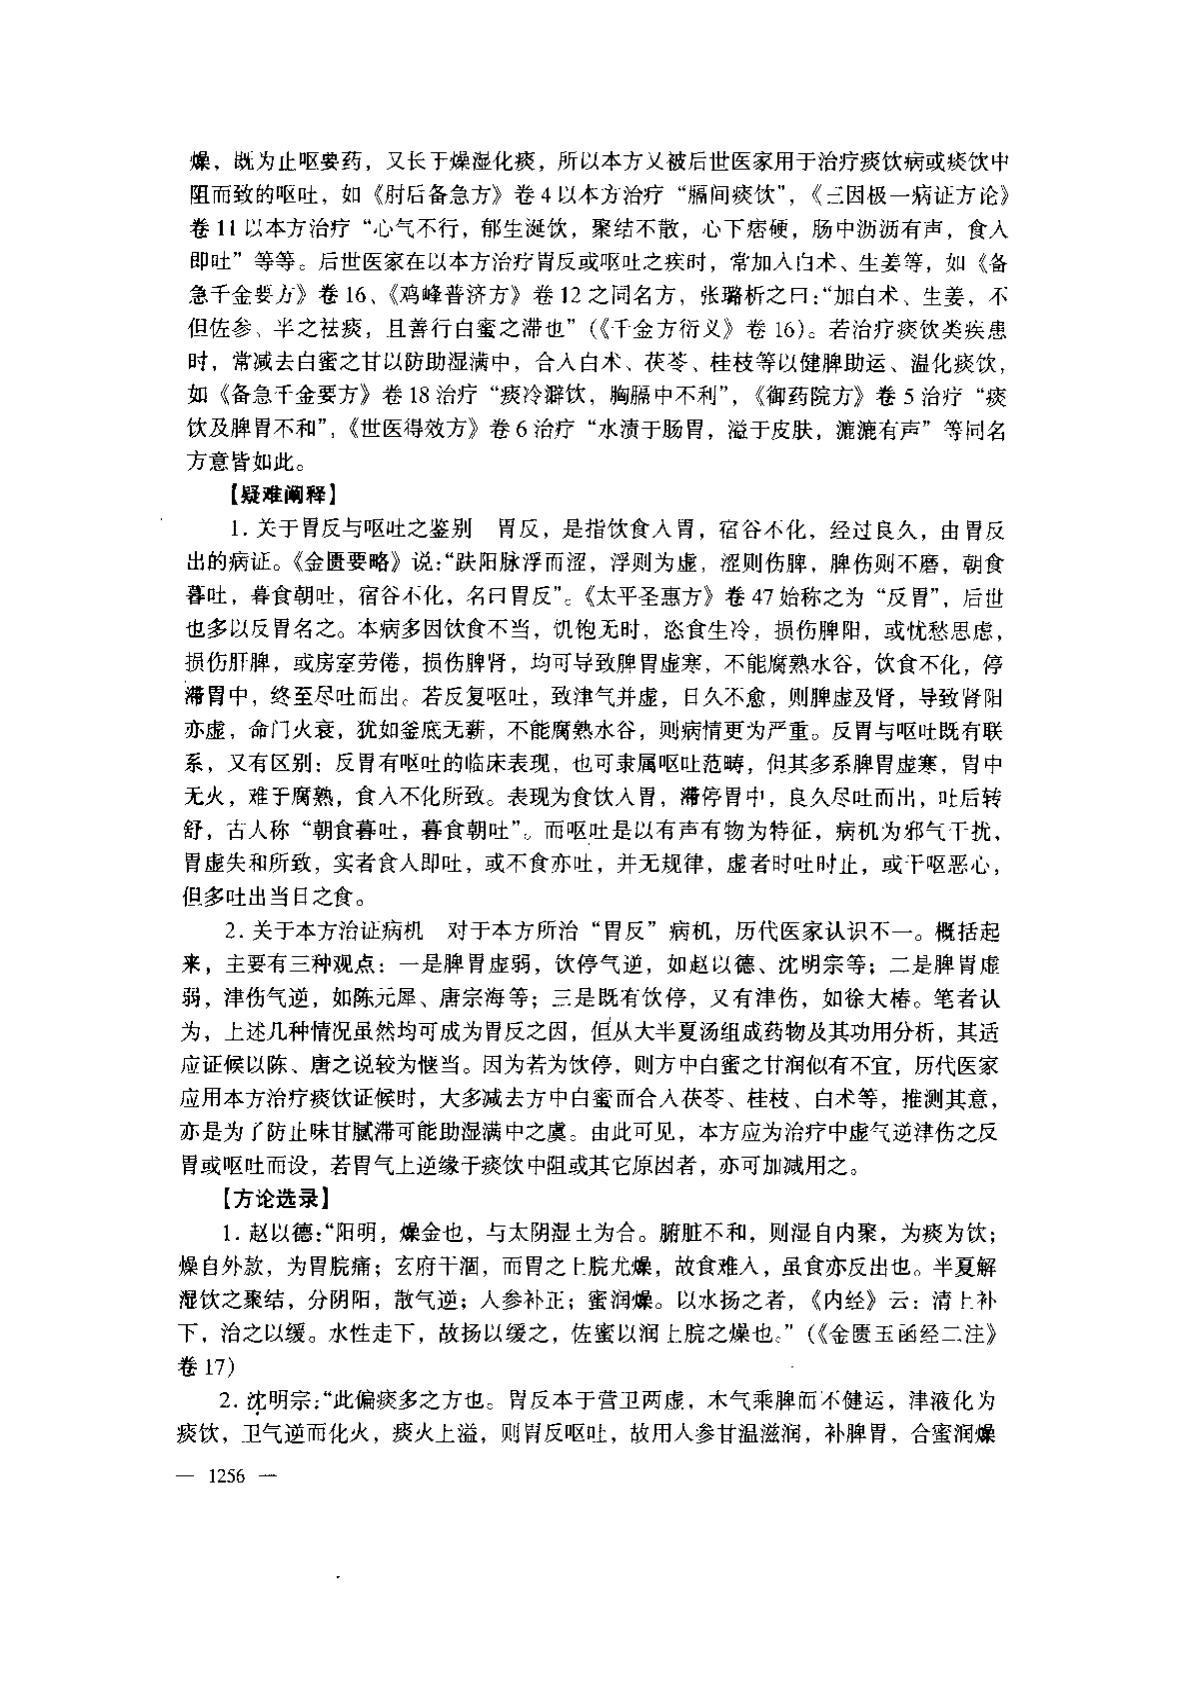 燥，既为止呕要药，又长于燥湿化痰，所以本方又被后世医家用于治疗痰饮病或痰饮中
阻而致的呕吐，如《肘后备急方》卷 4 以本方治疗“膈间痰饮”，《三因极一病证方论》
卷 11 以本方治疗“心气不行，郁生涎饮，聚结不散，心下痞硬，肠中沥沥有声，食入
即吐”等等。后世医家在以本方治疗胃反或呕吐之疾时，常加入白术、生姜等，如《备
急千金要方》卷 16、《鸡峰普济方》卷 12 之同名方，张璐析之曰：“加白术、生姜，不
但佐参、半之祛痰，且善行白蜜之滞也”（《千金方衍义》卷 16）。若治疗痰饮类疾患
时，常减去白蜜之甘以防助湿满中，合入白术、茯苓、桂枝等以健脾助运、温化痰饮，
如《备急千金要方》卷 18 治疗“痰冷澼饮，胸膈中不利”，《御药院方》卷 5 治疗“痰
饮及脾胃不和”，《世医得效方》卷 6 治疗“水渍于肠胃，溢于皮肤，漉漉有声”等同名
方意皆如此。
【疑难阐释】
1. 关于胃反与呕吐之鉴别　胃反，是指饮食入胃，宿谷不化，经过良久，由胃反
出的病证。《金匮要略》说：“趺阳脉浮而涩，浮则为虚，涩则伤脾，脾伤则不磨，朝食
暮吐，暮食朝吐，宿谷不化，名曰胃反”。《太平圣惠方》卷 47 始称之为“反胃”，后世
也多以反胃名之。本病多因饮食不当，饥饱无时，恣食生冷，损伤脾阳，或忧愁思虑，
损伤肝脾，或房室劳倦，损伤脾肾，均可导致脾胃虚寒，不能腐熟水谷，饮食不化，停
滞胃中，终至尽吐而出。若反复呕吐，致津气并虚，日久不愈，则脾虚及肾，导致肾阳
亦虚，命门火衰，犹如釜底无薪，不能腐熟水谷，则病情更为严重。反胃与呕吐既有联
系，又有区别：反胃有呕吐的临床表现，也可隶属呕吐范畴，但其多系脾胃虚寒，胃中
无火，难于腐熟，食入不化所致。表现为食饮入胃，滞停胃中，良久尽吐而出，吐后转
舒，古人称“朝食暮吐，暮食朝吐”。而呕吐是以有声有物为特征，病机为邪气干扰，
胃虚失和所致，实者食入即吐，或不食亦吐，并无规律，虚者时吐时止，或干呕恶心，
但多吐出当日之食。
2. 关于本方治证病机　对于本方所治“胃反”病机，历代医家认识不一。概括起
来，主要有三种观点：一是脾胃虚弱，饮停气逆，如赵以德、沈明宗等；二是脾胃虚
弱，津伤气逆，如陈元犀、唐宗海等；三是既有饮停，又有津伤，如徐大椿。笔者认
为，上述几种情况虽然均可成为胃反之因，但从大半夏汤组成药物及其功用分析，其适
应证候以陈、唐之说较为惬当。因为若为饮停，则方中白蜜之甘润似有不宜，历代医家
应用本方治疗痰饮证候时，大多减去方中白蜜而合入茯苓、桂枝、白术等，推测其意，
亦是为了防止味甘腻滞可能助湿满中之虞。由此可见，本方应为治疗中虚气逆津伤之反
胃或呕吐而设，若胃气上逆缘于痰饮中阻或其它原因者，亦可加减用之。
【方论选录】
1. 赵以德：“阳明，燥金也，与太阴湿土为合。腑脏不和，则湿自内聚，为痰为饮；
燥自外款，为胃脘痛；玄府干涸，而胃之上脘尤燥，故食难入，虽食亦反出也。半夏解
湿饮之聚结，分阴阳，散气逆；人参补正；蜜润燥。以水扬之者，《内经》云：清上补
下，治之以缓。水性走下，故扬以缓之，佐蜜以润上脘之燥也。”（《金匮玉函经二注》
卷 17）
2. 沈明宗：“此偏痰多之方也。胃反本于营卫两虚，木气乘脾而不健运，津液化为
痰饮，卫气逆而化火，痰火上溢，则胃反呕吐，故用人参甘温滋润，补脾胃，合蜜润燥
— 1256 —